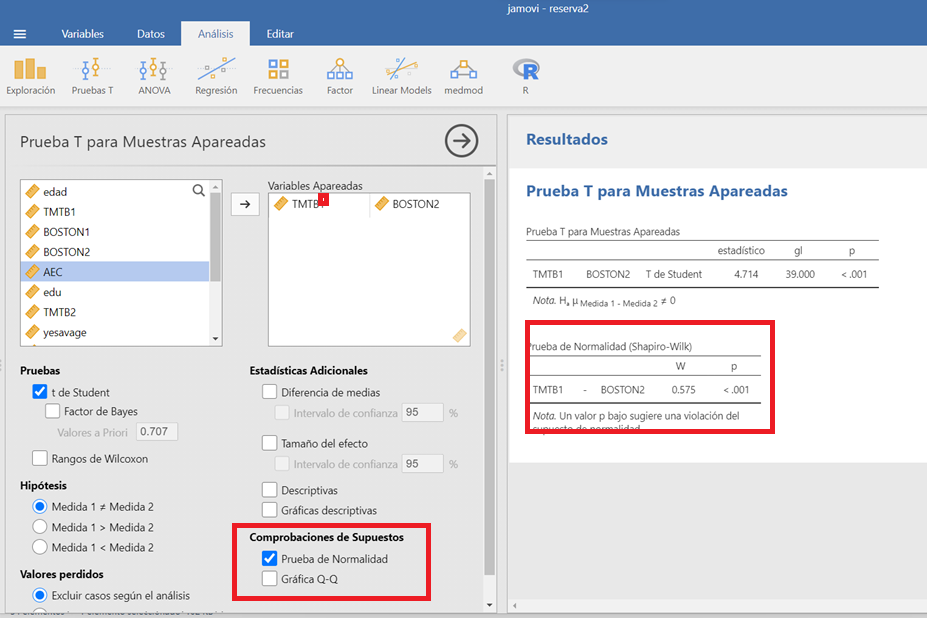 jamovi - reserva2
Variables Datos Análisis Editar
Exploración Pruebas T ANOVA Regresión Frecuencias Factor Linear Models medmod R
Prueba T para Muestras Apareadas
edad
TMTB1
BOSTON1
BOSTON2
AEC
edu
TMTB2
yesavage
Variables Apareadas
TMTB1 BOSTON2
Pruebas
t de Student
Factor de Bayes
Valores a Priori 0.707
Rangos de Wilcoxon
Hipótesis
Medida 1 ≠ Medida 2
Medida 1 > Medida 2
Medida 1 < Medida 2
Valores perdidos
Excluir casos según el análisis
Estadísticas Adicionales
Diferencia de medias
Intervalo de confianza 95 %
Tamaño del efecto
Intervalo de confianza 95 %
Descriptivas
Gráficas descriptivas
Comprobaciones de Supuestos
Prueba de Normalidad
Gráfica Q-Q
Resultados
Prueba T para Muestras Apareadas
Prueba T para Muestras Apareadas
estadístico gl p
TMTB1 BOSTON2 T de Student 4.714 39.000 < .001
Nota. Hₐ μ Medida 1 - Medida 2 ≠ 0
Prueba de Normalidad (Shapiro-Wilk)
W p
TMTB1 - BOSTON2 0.575 < .001
Nota. Un valor p bajo sugiere una violación del
supuesto de normalidad